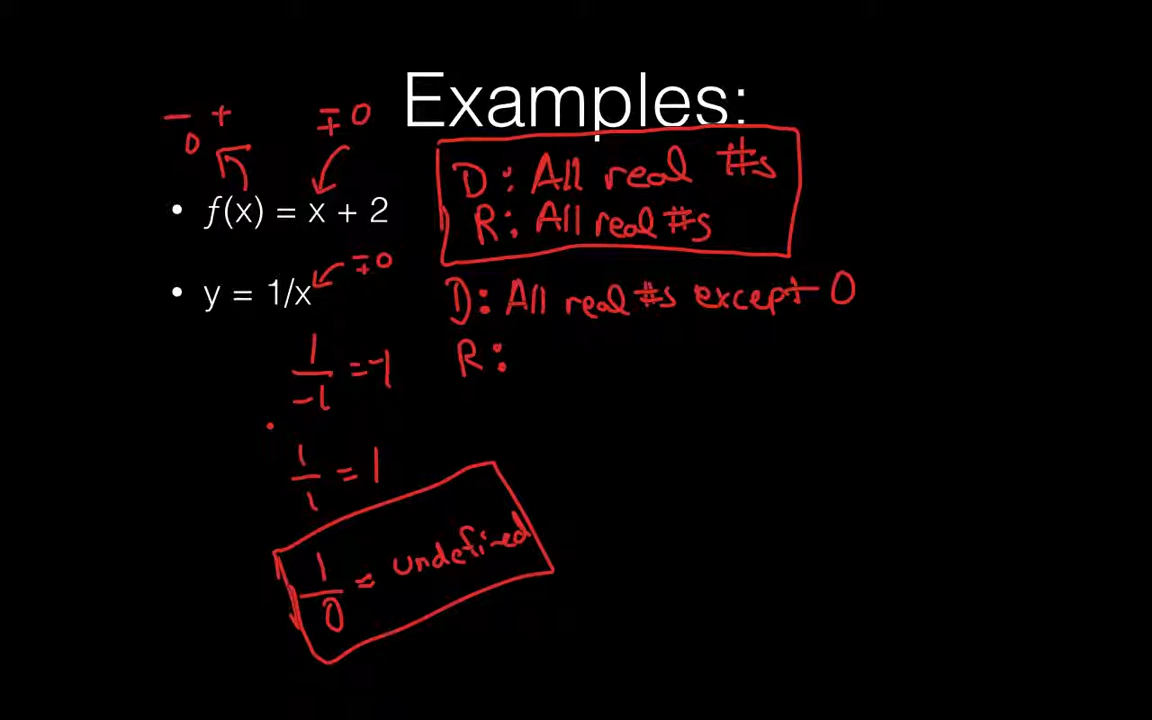 Examples:
- + ∓ 0
0
D: All real #s
• f(x) = x + 2
R: All real #s
∓ 0
• y = 1/x
D: All real #s except 0
R:
1/-1 = -1
1/1 = 1
1/0 = undefined